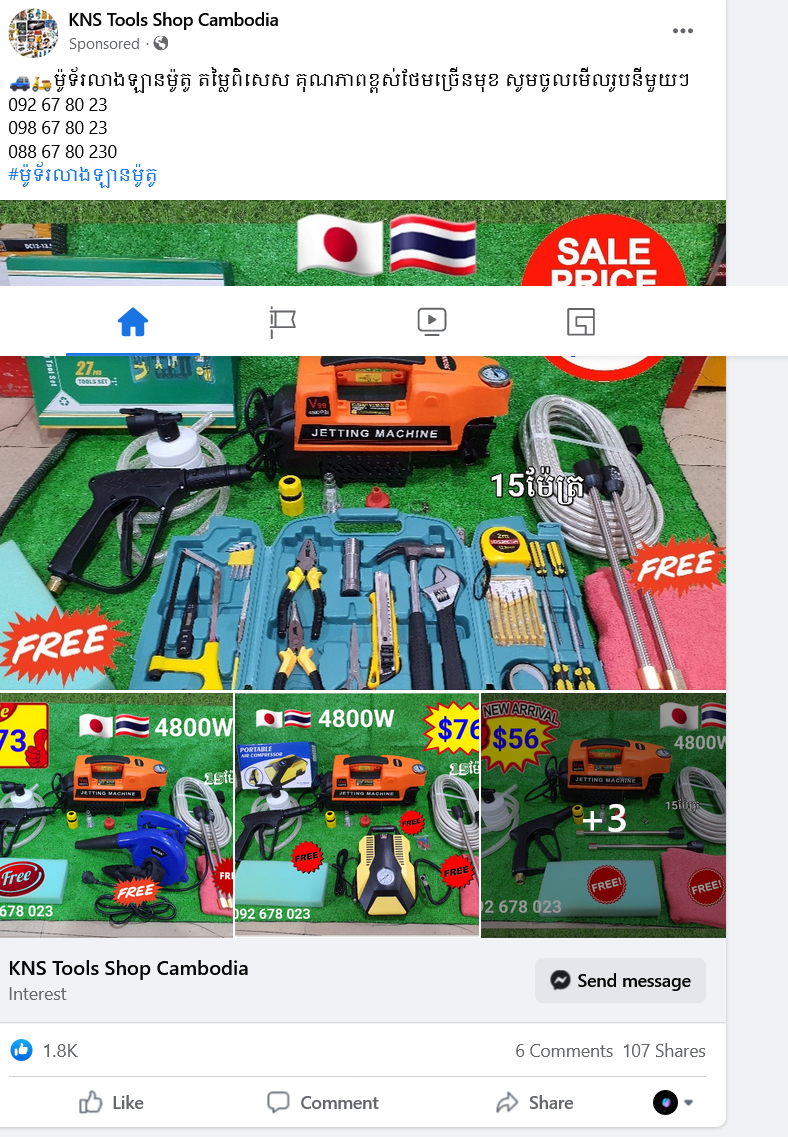 KNS Tools Shop Cambodia
Sponsored ·
ម៉ូទ័រលាងឡានម៉ូតូ តម្លៃពិសេស គុណភាពខ្ពស់ថែមច្រើនមុខ សូមចូលមើលរូបនីមួយៗ
092 67 80 23
098 67 80 23
088 67 80 230
#ម៉ូទ័រលាងឡានម៉ូតូ
SALE
PRICE
27
TOOLS SET
JETTING MACHINE
15ម៉ែត្រ
2m
FREE
FREE
73
4800W
JETTING MACHINE
Free
FREE
678 023
4800W
PORTABLE
AIR COMPRESSOR
$76
JETTING MACHINE
FREE
FREE
FREE
092 678 023
NEW ARRIVAL
$56
4800W
JETTING MACHINE
+3
15ម៉ែត្រ
FREE!
FREE!
92 678 023
KNS Tools Shop Cambodia
Interest
Send message
1.8K
6 Comments 107 Shares
Like
Comment
Share